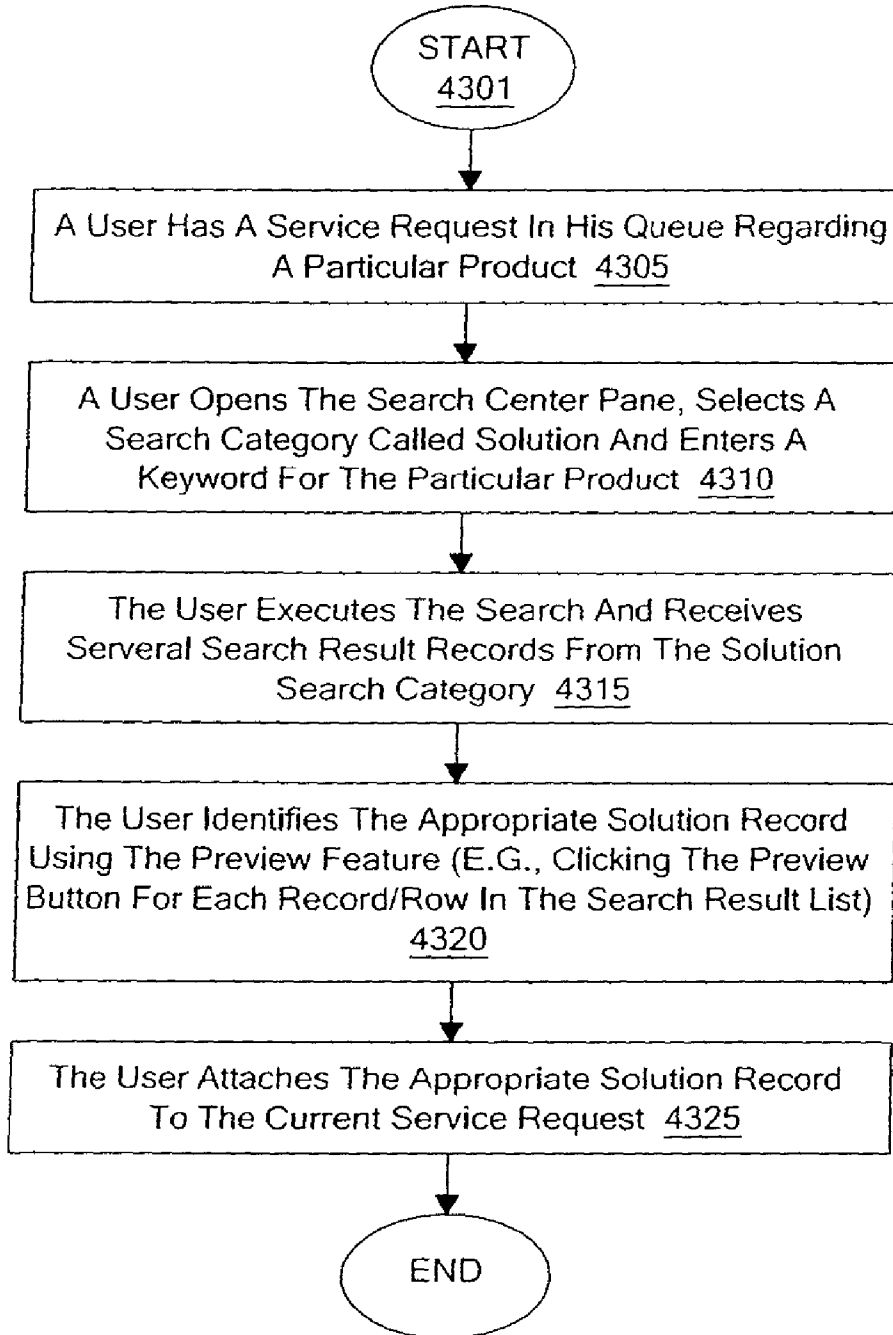 START
4301
A User Has A Service Request In His Queue Regarding
A Particular Product 4305
A User Opens The Search Center Pane, Selects A
Search Category Called Solution And Enters A
Keyword For The Particular Product 4310
The User Executes The Search And Receives
Serveral Search Result Records From The Solution
Search Category 4315
The User Identifies The Appropriate Solution Record
Using The Preview Feature (E.G., Clicking The Preview
Button For Each Record/Row In The Search Result List)
4320
The User Attaches The Appropriate Solution Record
To The Current Service Request 4325
END